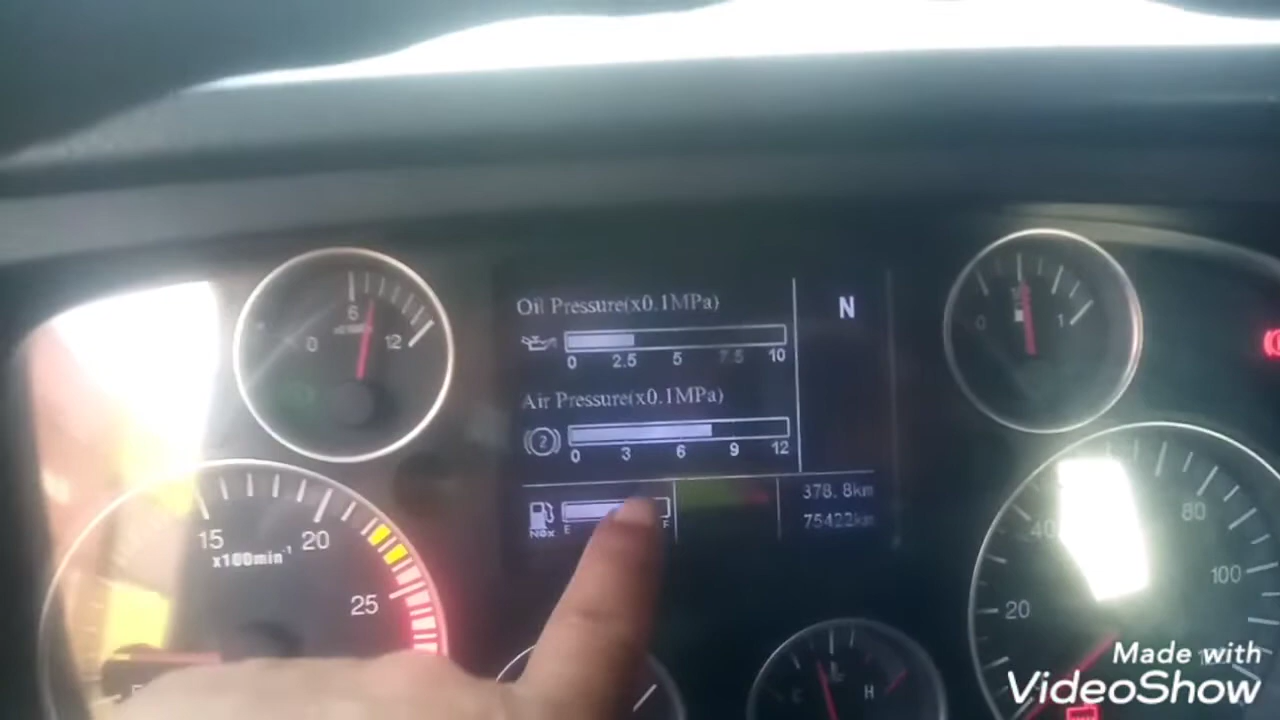 Oil Pressure(x0.1MPa)
N
0 2.5 5 7.5 10
6
0 12
Air Pressure(x0.1MPa)
2
0 3 6 9 12
0 1
378.8km
75422km
NOx E F
15 20
x100min⁻¹
25
40 80
100
20
C H
Made with
VideoShow